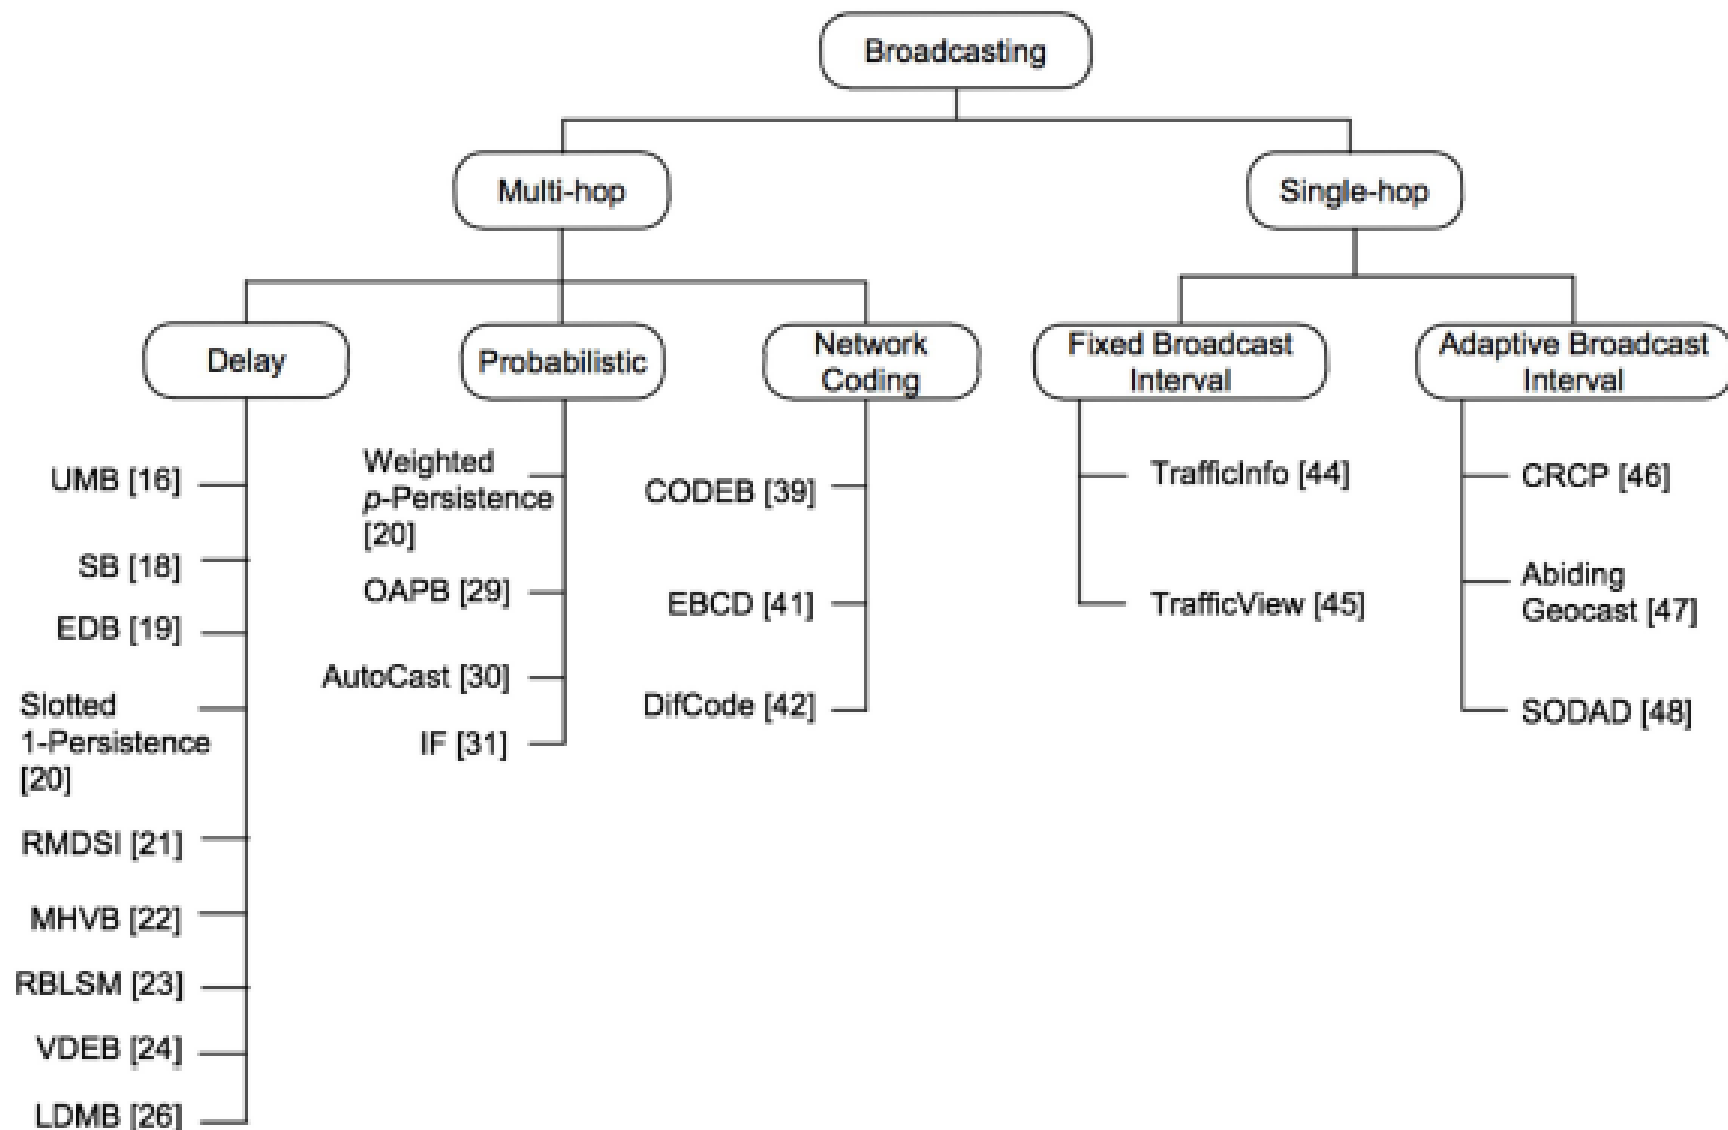 Broadcasting
Multi-hop
Single-hop
Delay
Probabilistic
Network
Coding
Fixed Broadcast
Interval
Adaptive Broadcast
Interval
UMB [16]
SB [18]
EDB [19]
Slotted
1-Persistence
[20]
RMDSI [21]
MHVB [22]
RBLSM [23]
VDEB [24]
LDMB [26]
Weighted
p-Persistence
[20]
OAPB [29]
AutoCast [30]
IF [31]
CODEB [39]
EBCD [41]
DifCode [42]
TrafficInfo [44]
TrafficView [45]
CRCP [46]
Abiding
Geocast [47]
SODAD [48]